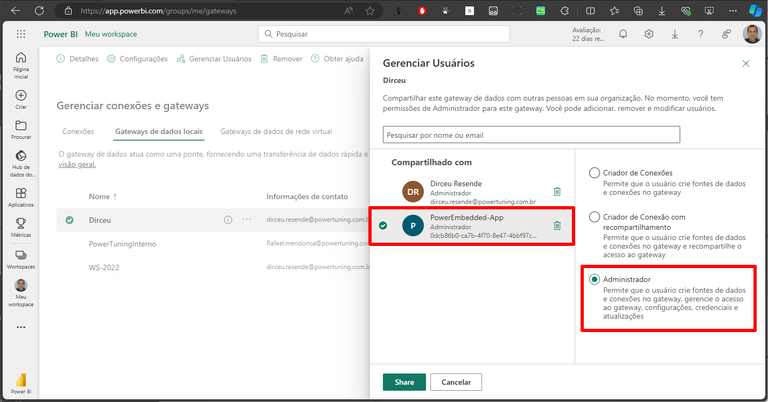 https://app.powerbi.com/groups/me/gateways
Power BI
Meu workspace
Pesquisar
Avaliação:
22 dias re...
Página
Inicial
Criar
Procurar
Hub de
dados do...
Aplicativos
Métricas
Workspaces
Meu
workspace
Power BI
Detalhes
Configurações
Gerenciar Usuários
Remover
Obter ajuda
Gerenciar conexões e gateways
Conexões
Gateways de dados locais
Gateways de dados de rede virtual
O gateway de dados atua como uma ponte, fornecendo uma transferência de dados rápida e
visão geral.
Nome ↑
Informações de contato
Dirceu
dirceu.resende@powertuning.com.b
PowerTuningInterno
Rafael.mendonca@powertuning.com
WS-2022
dirceu.resende@powertuning.com.b
Gerenciar Usuários
Dirceu
Compartilhar este gateway de dados com outras pessoas em sua organização. No momento, você tem
permissões de Administrador para este gateway. Você pode adicionar, remover e modificar usuários.
Pesquisar por nome ou email
Compartilhado com
DR
Dirceu Resende
Administrador
dirceu.resende@powertuning.com.br
P
PowerEmbedded-App
Administrador
0dcb86b0-ca7b-4f70-8e47-4bbf97c...
Criador de Conexões
Permite que o usuário crie fontes de dados
e conexões no gateway
Criador de Conexão com
recompartilhamento
Permite que o usuário crie fontes de dados
e conexões no gateway e recompartilhe o
acesso ao gateway
Administrador
Permite que o usuário crie fontes de dados
e conexões no gateway, gerencie o acesso
ao gateway, configurações, credenciais e
atualizações
Share
Cancelar